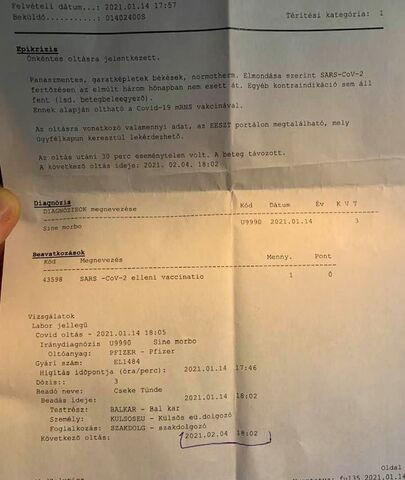 Felvételi dátum...: 2021.01.14 17:57
Beküldő...........: 01402400S
Térítési kategória: 1
Epikrízis
Önkéntes oltásra jelentkezett.
Panaszmentes, garatképletek békések, normotherm. Elmondása szerint SARS-CoV-2
fertőzésen az elmúlt három hónapban nem esett át. Egyéb kontraindikáció sem áll
fent (lsd. betegbeleegyező).
Ennek alapján oltható a Covid-19 mRNS vakcinával.
Az oltásra vonatkozó valamennyi adat, az EESZT portálon megtalálható, mely
ügyfélkapun keresztül lekérdezhető.
Az oltás utáni 30 perc eseménytelen volt. A beteg távozott.
A következő oltás ideje: 2021. 02.04. 18:02
Diagnózis
DIAGNÓZISOK megnevezése Kód Dátum Év K V T
Sine morbo U9990 2021.01.14 3
Beavatkozások
Kód Megnevezés Menny. Pont
43598 SARS -CoV-2 elleni vaccinatio 1 0
Vizsgálatok
Labor jellegű
Covid oltás - 2021.01.14 18:05
Iránydiagnózis U9990 Sine morbo
Oltóanyag: PFIZER - Pfizer
Gyári szám: EL1484
Hígítás időpontja (óra/perc): 2021.01.14 17:46
Dózis:: 3
Beadó neve: Cseke Tünde
Beadás ideje: 2021.01.14 18:02
Testrész: BALKAR - Bal kar
Személy: KULSOSEU - Külsős eü.dolgozó
Foglalkozás: SZAKDOLG - szakdolgozó
Következő oltás: 2021.02.04 18:02
Oldal